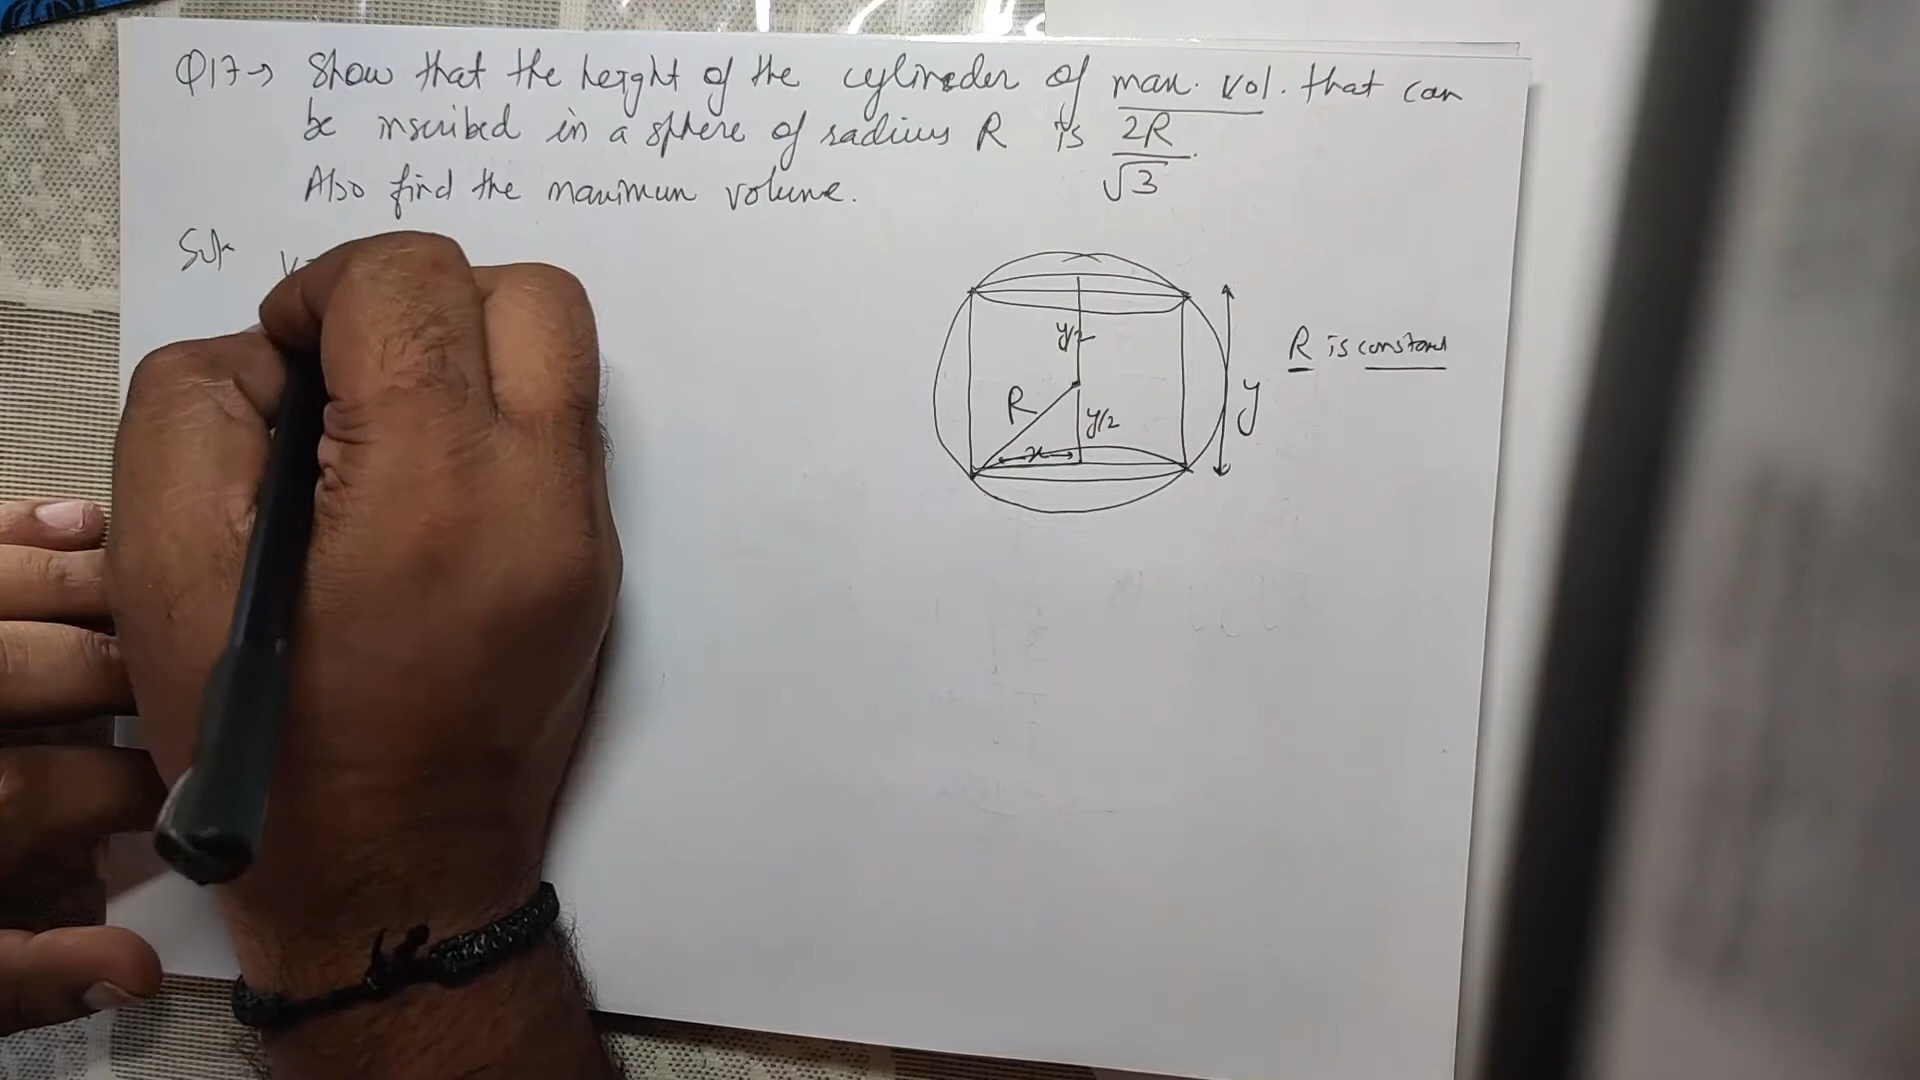 Q17→ Show that the height of the cylinder of max. vol. that can
be inscribed in a sphere of radius R is 2R/√3.
Also find the maximum volume.
Sol:
y/2
R is constant
R
y/2
y
x